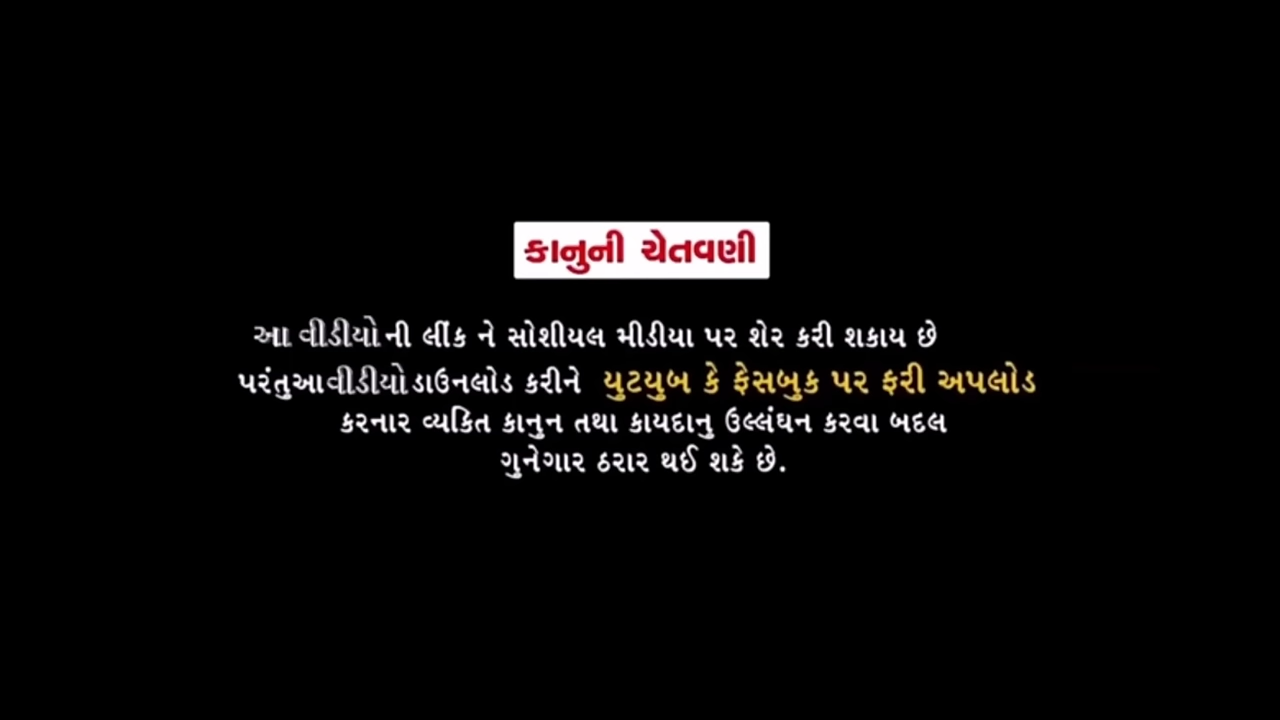 કાનુની ચેતવણી
આ વીડીયો ની લીંક ને સોશીયલ મીડીયા પર શેર કરી શકાય છે
પરંતુઆવીડીયો ડાઉનલોડ કરીને યુટયુબ કે ફેસબુક પર ફરી અપલોડ
કરનાર વ્યકિત કાનુન તથા કાયદાનુ ઉલ્લંઘન કરવા બદલ
ગુનેગાર ઠરાર થઈ શકે છે.